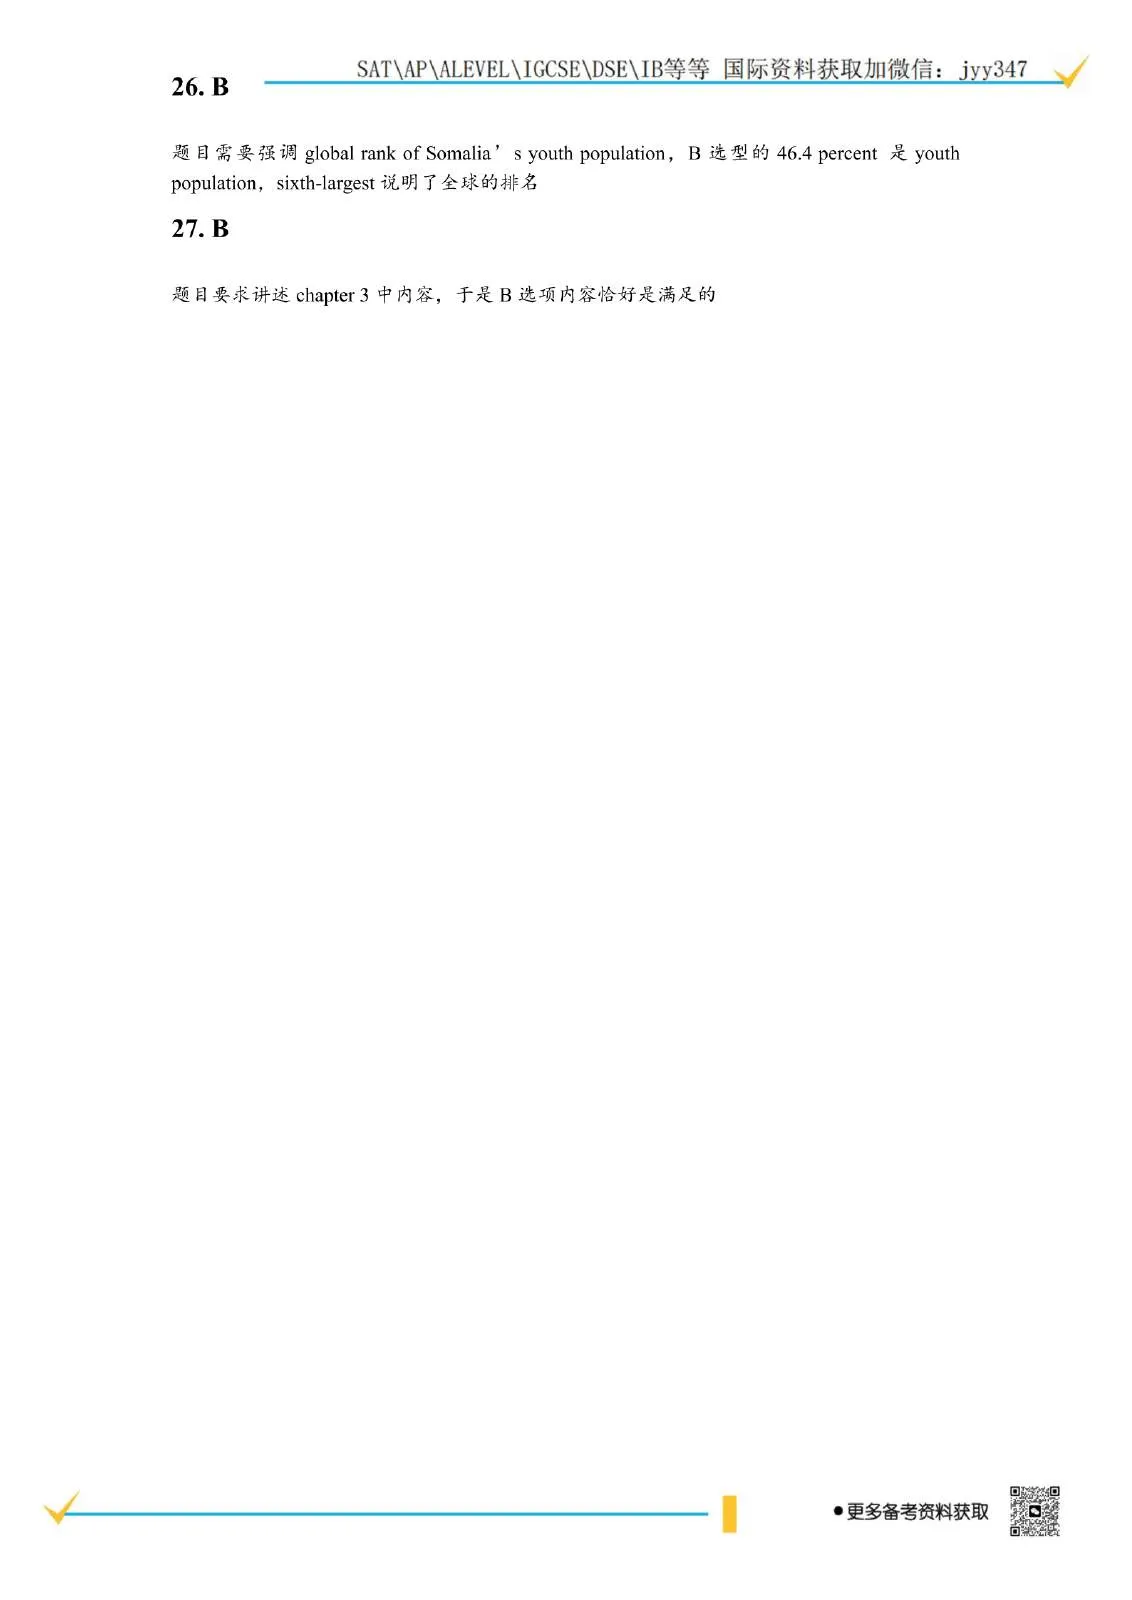 SAT\AP\ALEVEL\IGCSE\DSE\IB等等 国际资料获取加微信：jyy347
26. B
题目需要强调 global rank of Somalia’s youth population，B 选型的 46.4 percent 是 youth
population，sixth-largest 说明了全球的排名
27. B
题目要求讲述 chapter 3 中内容，于是 B 选项内容恰好是满足的
●更多备考资料获取